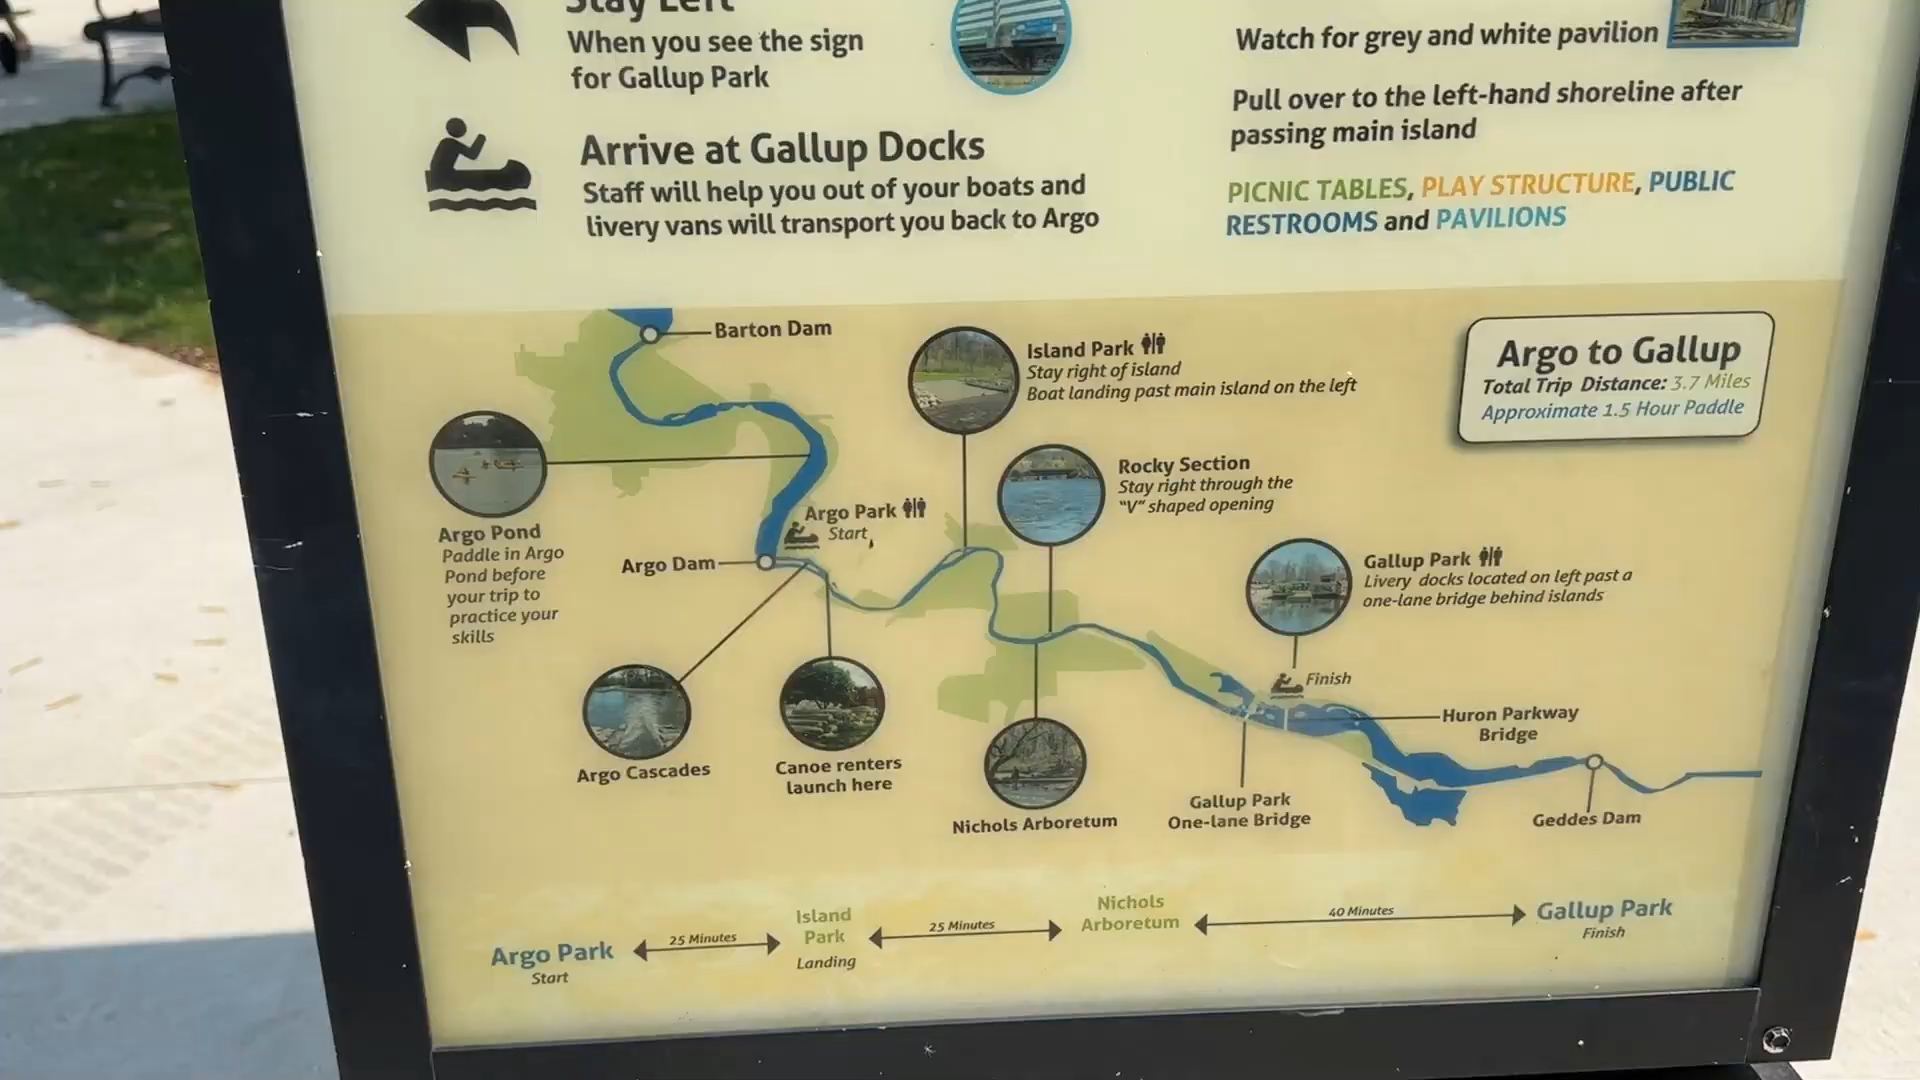 Stay Left
When you see the sign
for Gallup Park
Arrive at Gallup Docks
Staff will help you out of your boats and
livery vans will transport you back to Argo
Watch for grey and white pavilion
Pull over to the left-hand shoreline after
passing main island
PICNIC TABLES, PLAY STRUCTURE, PUBLIC
RESTROOMS and PAVILIONS
Barton Dam
Island Park
Stay right of island
Boat landing past main island on the left
Argo to Gallup
Total Trip Distance: 3.7 Miles
Approximate 1.5 Hour Paddle
Rocky Section
Stay right through the
"V" shaped opening
Argo Pond
Paddle in Argo
Pond before
your trip to
practice your
skills
Argo Park
Start
Argo Dam
Gallup Park
Livery docks located on left past a
one-lane bridge behind islands
Finish
Huron Parkway
Bridge
Argo Cascades
Canoe renters
launch here
Nichols Arboretum
Gallup Park
One-lane Bridge
Geddes Dam
Argo Park
Start
25 Minutes
Island
Park
Landing
25 Minutes
Nichols
Arboretum
40 Minutes
Gallup Park
Finish